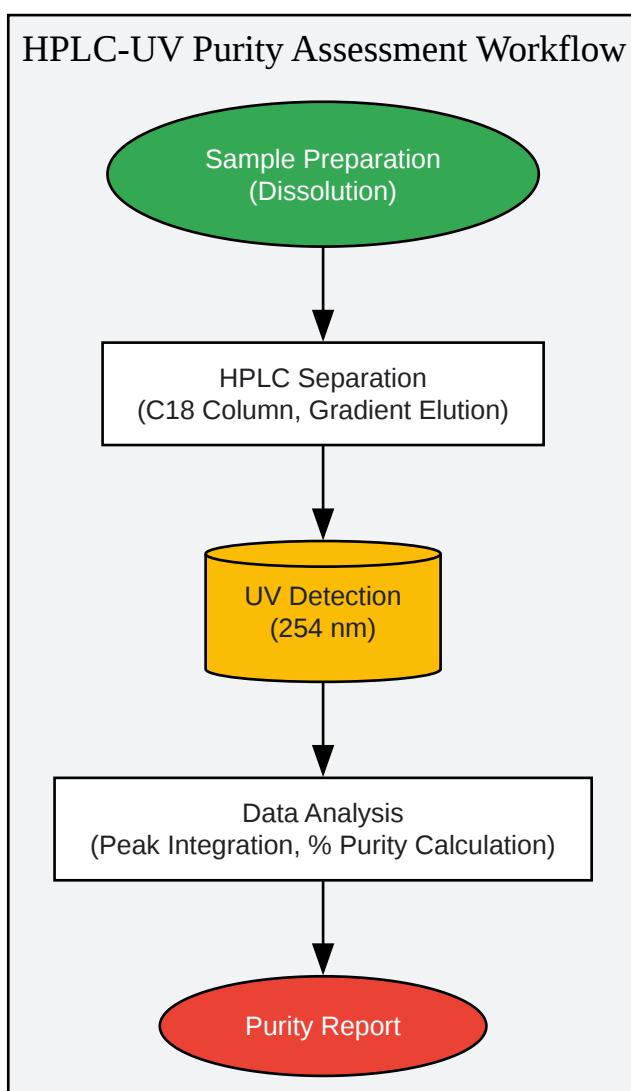 HPLC-UV Purity Assessment Workflow
Sample Preparation
(Dissolution)
HPLC Separation
(C18 Column, Gradient Elution)
UV Detection
(254 nm)
Data Analysis
(Peak Integration, % Purity Calculation)
Purity Report